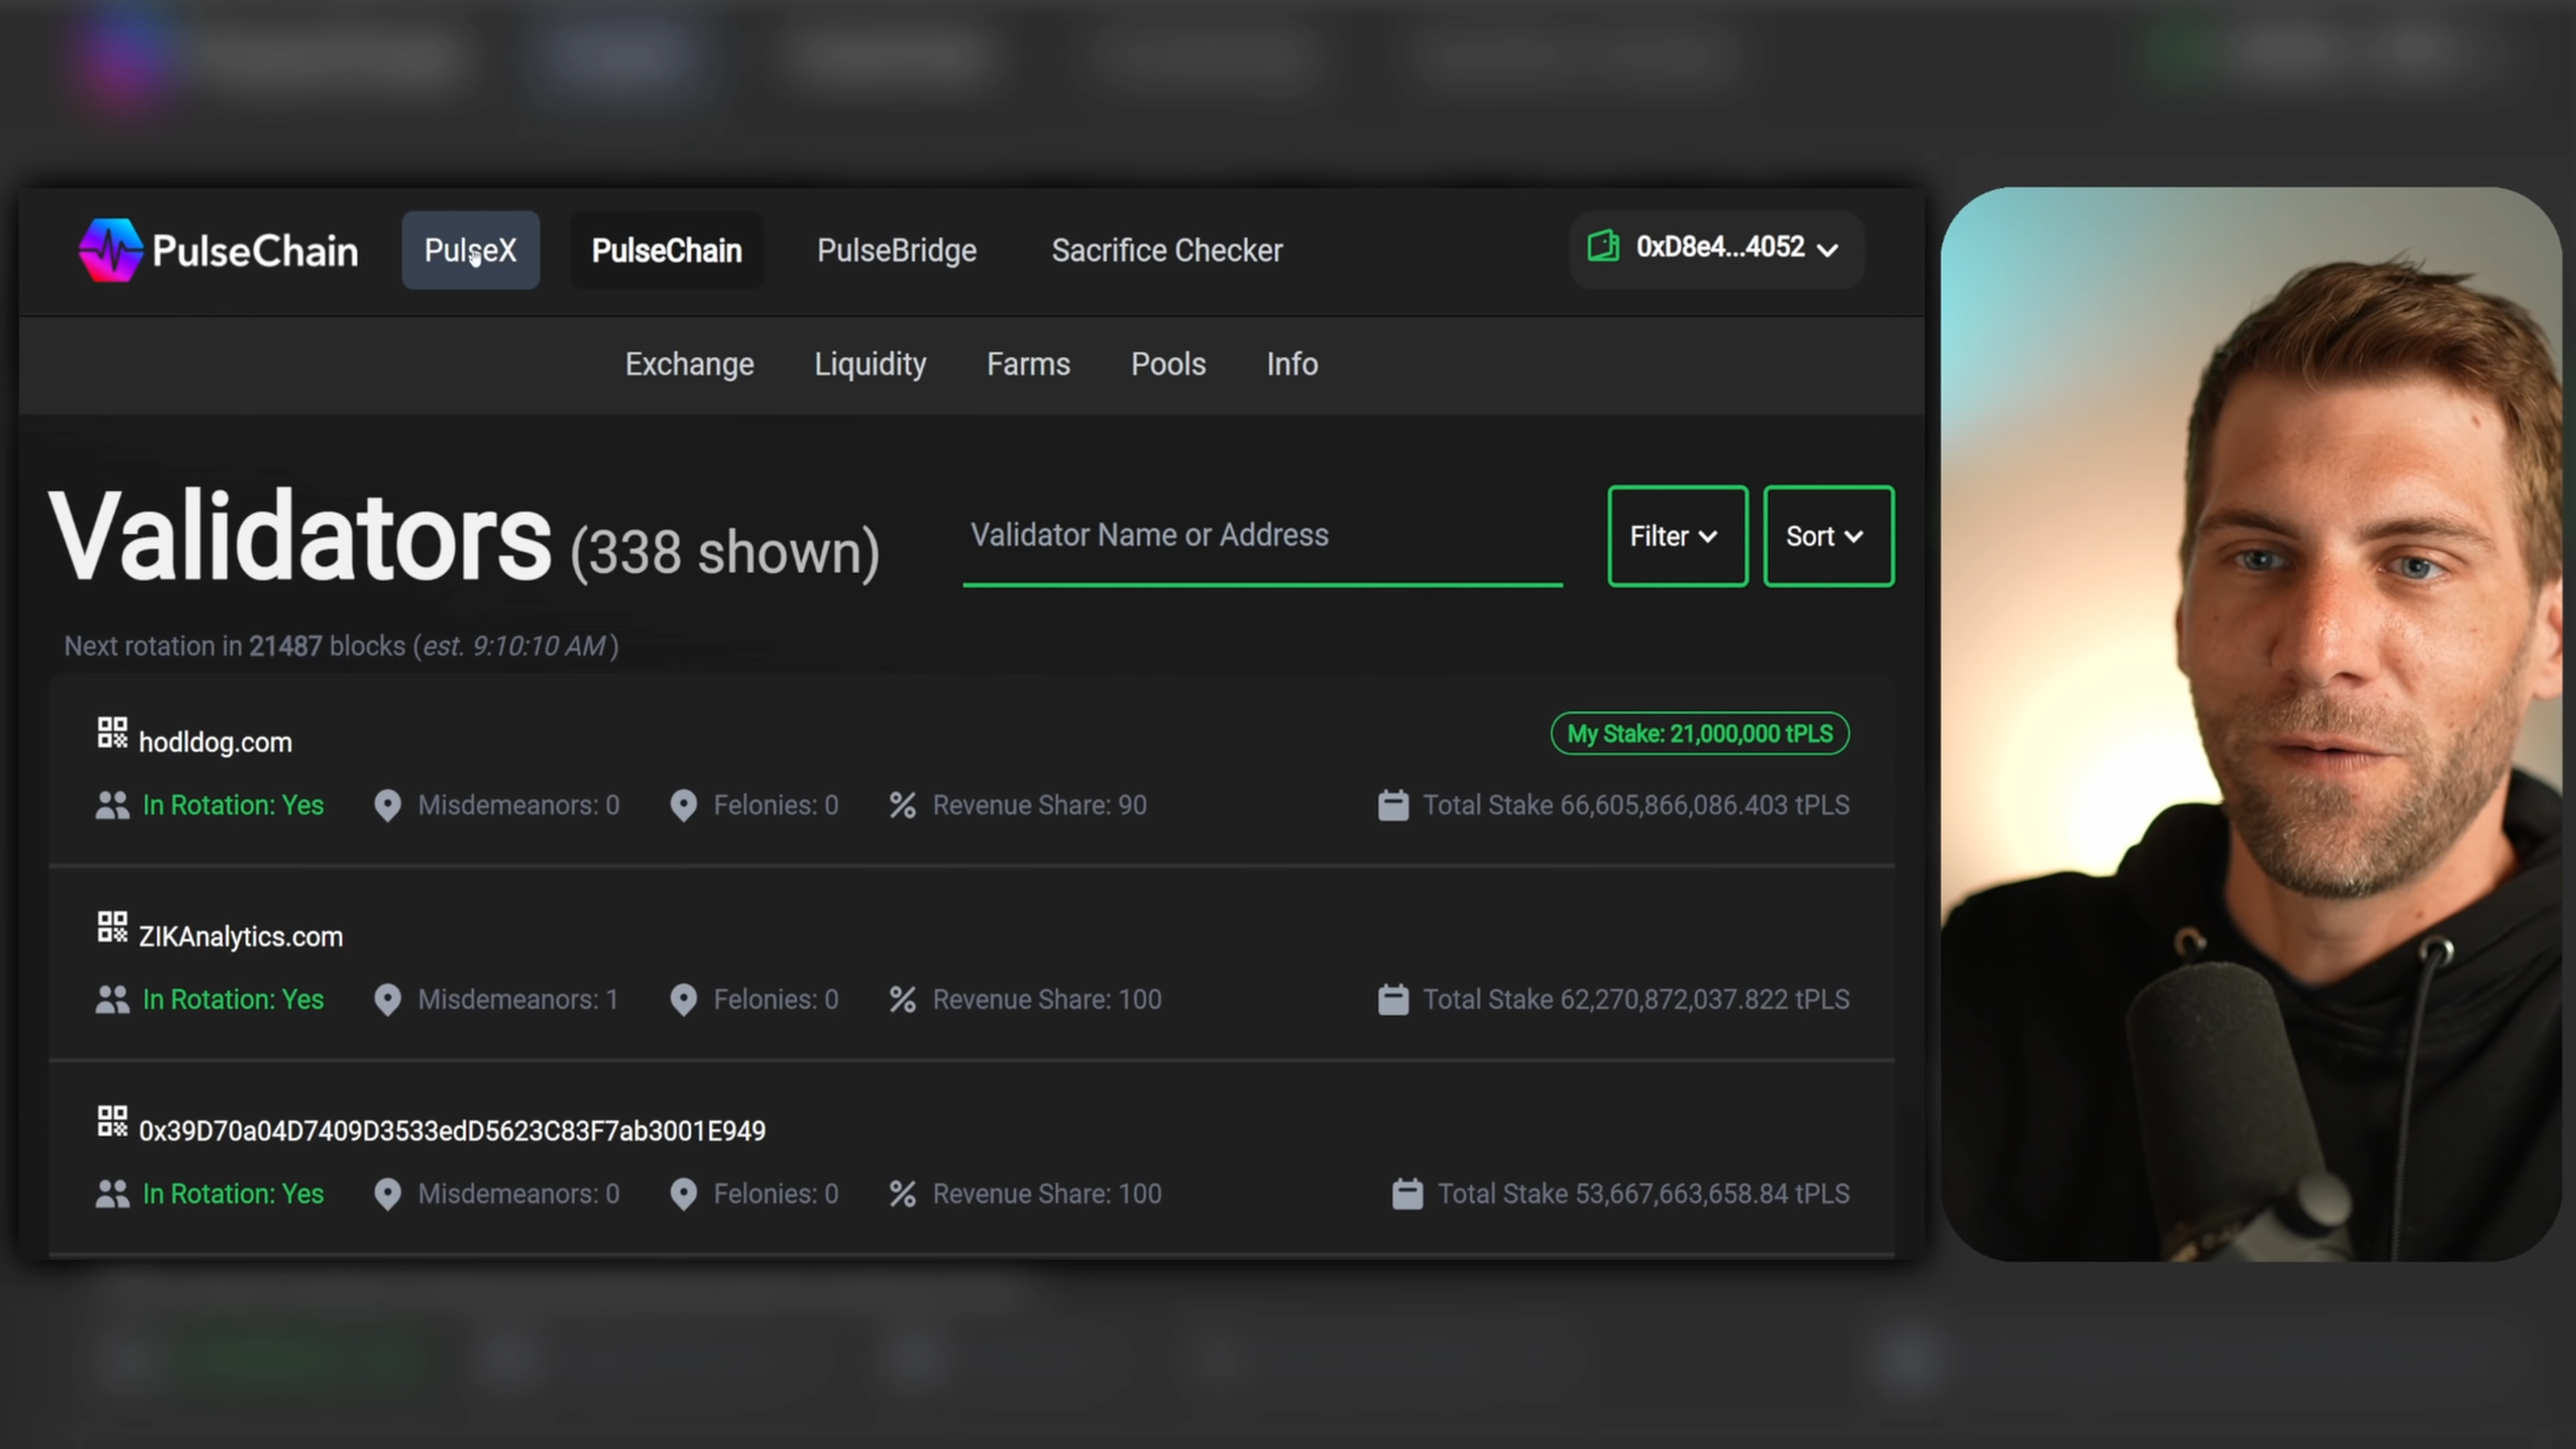 PulseChain PulseX PulseChain PulseBridge Sacrifice Checker 0xD8e4...4052
Exchange Liquidity Farms Pools Info
Validators (338 shown) Validator Name or Address Filter Sort
Next rotation in 21487 blocks (est. 9:10:10 AM )
hodldog.com My Stake: 21,000,000 tPLS
In Rotation: Yes Misdemeanors: 0 Felonies: 0 % Revenue Share: 90 Total Stake 66,605,866,086.403 tPLS
ZIKAnalytics.com
In Rotation: Yes Misdemeanors: 1 Felonies: 0 % Revenue Share: 100 Total Stake 62,270,872,037.822 tPLS
0x39D70a04D7409D3533edD5623C83F7ab3001E949
In Rotation: Yes Misdemeanors: 0 Felonies: 0 % Revenue Share: 100 Total Stake 53,667,663,658.84 tPLS